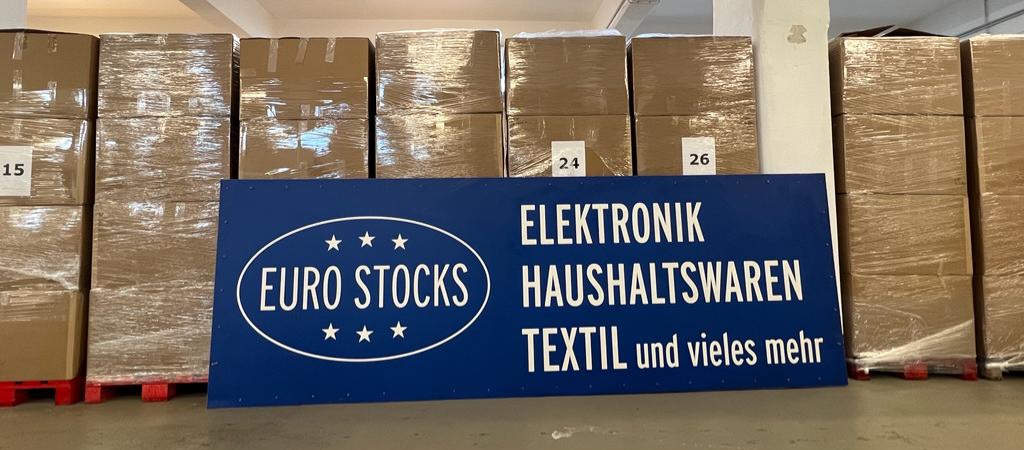 15
24
26
EURO STOCKS
ELEKTRONIK
HAUSHALTSWAREN
TEXTIL und vieles mehr